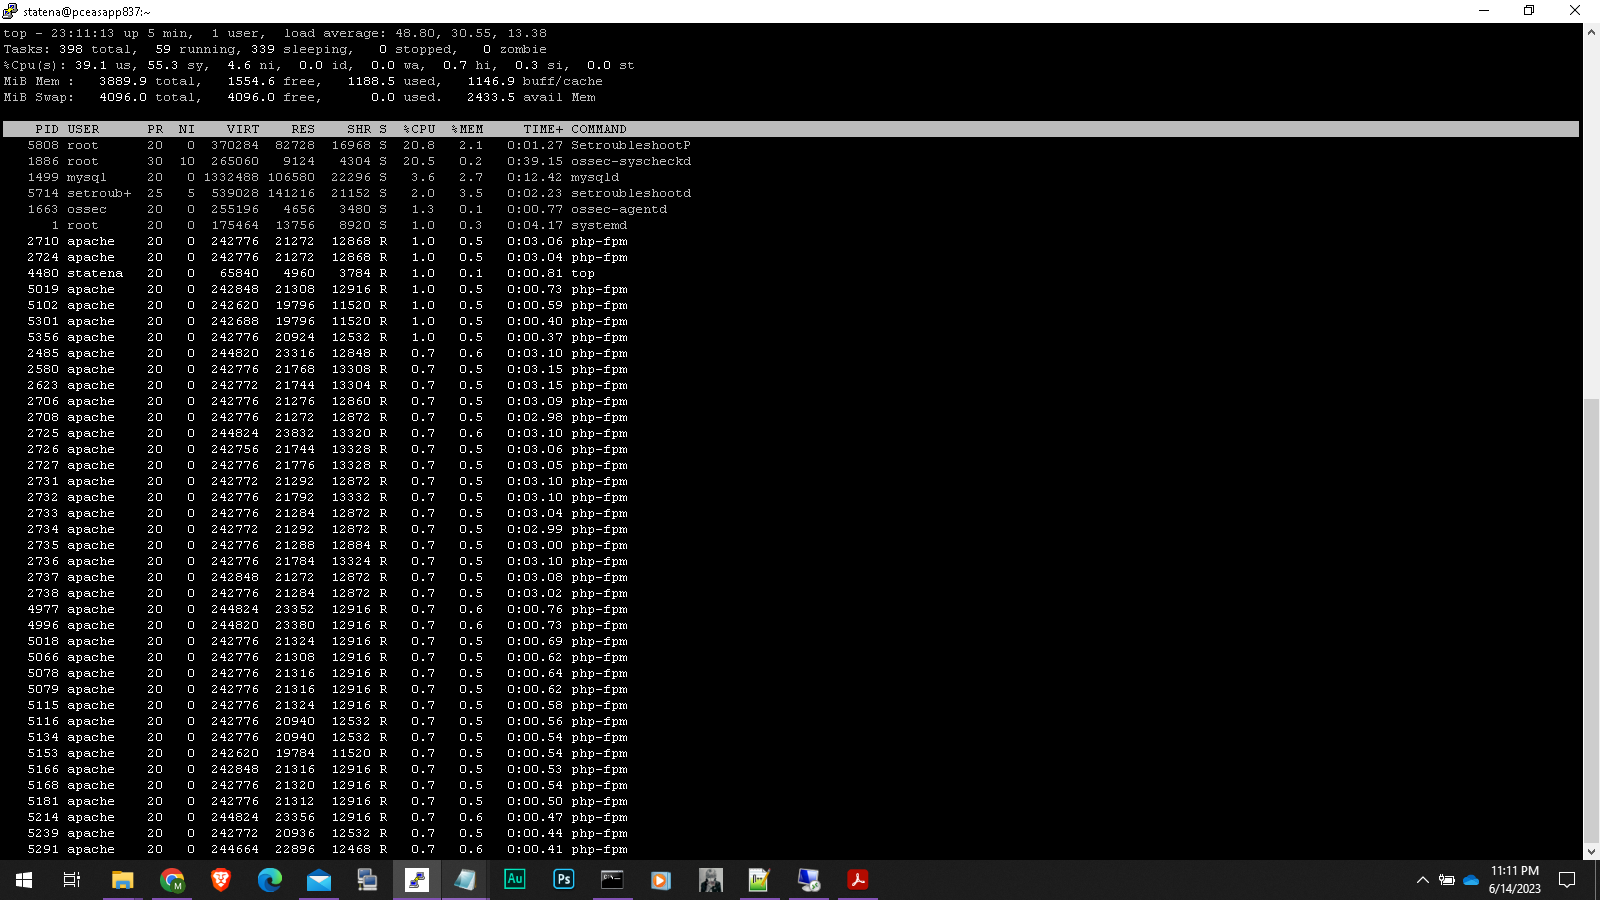 statena@pceasapp837:~
top - 23:11:13 up 5 min,  1 user,  load average: 48.80, 30.55, 13.38
Tasks: 398 total,  59 running, 339 sleeping,   0 stopped,   0 zombie
%Cpu(s): 39.1 us, 55.3 sy,  4.6 ni,  0.0 id,  0.0 wa,  0.7 hi,  0.3 si,  0.0 st
MiB Mem :   3889.9 total,   1554.6 free,   1188.5 used,   1146.9 buff/cache
MiB Swap:   4096.0 total,   4096.0 free,      0.0 used.   2433.5 avail Mem
PID USER PR NI VIRT RES SHR S %CPU %MEM TIME+ COMMAND
5808 root 20 0 370284 82728 16968 S 20.8 2.1 0:01.27 SetroubleshootP
1886 root 30 10 265060 9124 4304 S 20.5 0.2 0:39.15 ossec-syscheckd
1499 mysql 20 0 1332488 106580 22296 S 3.6 2.7 0:12.42 mysqld
5714 setroub+ 25 5 539028 141216 21152 S 2.0 3.5 0:02.23 setroubleshootd
1663 ossec 20 0 255196 4656 3480 S 1.3 0.1 0:00.77 ossec-agentd
1 root 20 0 175464 13756 8920 S 1.0 0.3 0:04.17 systemd
2710 apache 20 0 242776 21272 12868 R 1.0 0.5 0:03.06 php-fpm
2724 apache 20 0 242776 21272 12868 R 1.0 0.5 0:03.04 php-fpm
4480 statena 20 0 65840 4960 3784 R 1.0 0.1 0:00.81 top
5019 apache 20 0 242848 21308 12916 R 1.0 0.5 0:00.73 php-fpm
5102 apache 20 0 242620 19796 11520 R 1.0 0.5 0:00.59 php-fpm
5301 apache 20 0 242688 19796 11520 R 1.0 0.5 0:00.40 php-fpm
5356 apache 20 0 242776 20924 12532 R 1.0 0.5 0:00.37 php-fpm
2485 apache 20 0 244820 23316 12848 R 0.7 0.6 0:03.10 php-fpm
2580 apache 20 0 242776 21768 13308 R 0.7 0.5 0:03.15 php-fpm
2623 apache 20 0 242772 21744 13304 R 0.7 0.5 0:03.15 php-fpm
2706 apache 20 0 242776 21276 12860 R 0.7 0.5 0:03.09 php-fpm
2708 apache 20 0 242776 21272 12872 R 0.7 0.5 0:02.98 php-fpm
2725 apache 20 0 244824 23832 13320 R 0.7 0.6 0:03.10 php-fpm
2726 apache 20 0 242756 21744 13328 R 0.7 0.5 0:03.06 php-fpm
2727 apache 20 0 242776 21776 13328 R 0.7 0.5 0:03.05 php-fpm
2731 apache 20 0 242772 21292 12872 R 0.7 0.5 0:03.10 php-fpm
2732 apache 20 0 242776 21792 13332 R 0.7 0.5 0:03.10 php-fpm
2733 apache 20 0 242776 21284 12872 R 0.7 0.5 0:03.04 php-fpm
2734 apache 20 0 242772 21292 12872 R 0.7 0.5 0:02.99 php-fpm
2735 apache 20 0 242776 21288 12884 R 0.7 0.5 0:03.00 php-fpm
2736 apache 20 0 242776 21784 13324 R 0.7 0.5 0:03.10 php-fpm
2737 apache 20 0 242848 21272 12872 R 0.7 0.5 0:03.08 php-fpm
2738 apache 20 0 242776 21284 12872 R 0.7 0.5 0:03.02 php-fpm
4977 apache 20 0 244824 23352 12916 R 0.7 0.6 0:00.76 php-fpm
4996 apache 20 0 244820 23380 12916 R 0.7 0.6 0:00.73 php-fpm
5018 apache 20 0 242776 21324 12916 R 0.7 0.5 0:00.69 php-fpm
5066 apache 20 0 242776 21308 12916 R 0.7 0.5 0:00.62 php-fpm
5078 apache 20 0 242776 21316 12916 R 0.7 0.5 0:00.64 php-fpm
5079 apache 20 0 242776 21316 12916 R 0.7 0.5 0:00.62 php-fpm
5115 apache 20 0 242776 21324 12916 R 0.7 0.5 0:00.58 php-fpm
5116 apache 20 0 242776 20940 12532 R 0.7 0.5 0:00.56 php-fpm
5134 apache 20 0 242776 20940 12532 R 0.7 0.5 0:00.54 php-fpm
5153 apache 20 0 242620 19784 11520 R 0.7 0.5 0:00.54 php-fpm
5166 apache 20 0 242848 21316 12916 R 0.7 0.5 0:00.53 php-fpm
5168 apache 20 0 242776 21320 12916 R 0.7 0.5 0:00.54 php-fpm
5181 apache 20 0 242776 21312 12916 R 0.7 0.5 0:00.50 php-fpm
5214 apache 20 0 244824 23356 12916 R 0.7 0.6 0:00.47 php-fpm
5239 apache 20 0 242772 20936 12532 R 0.7 0.5 0:00.44 php-fpm
5291 apache 20 0 244664 22896 12468 R 0.7 0.6 0:00.41 php-fpm
M
Au
Ps
11:11 PM
6/14/2023